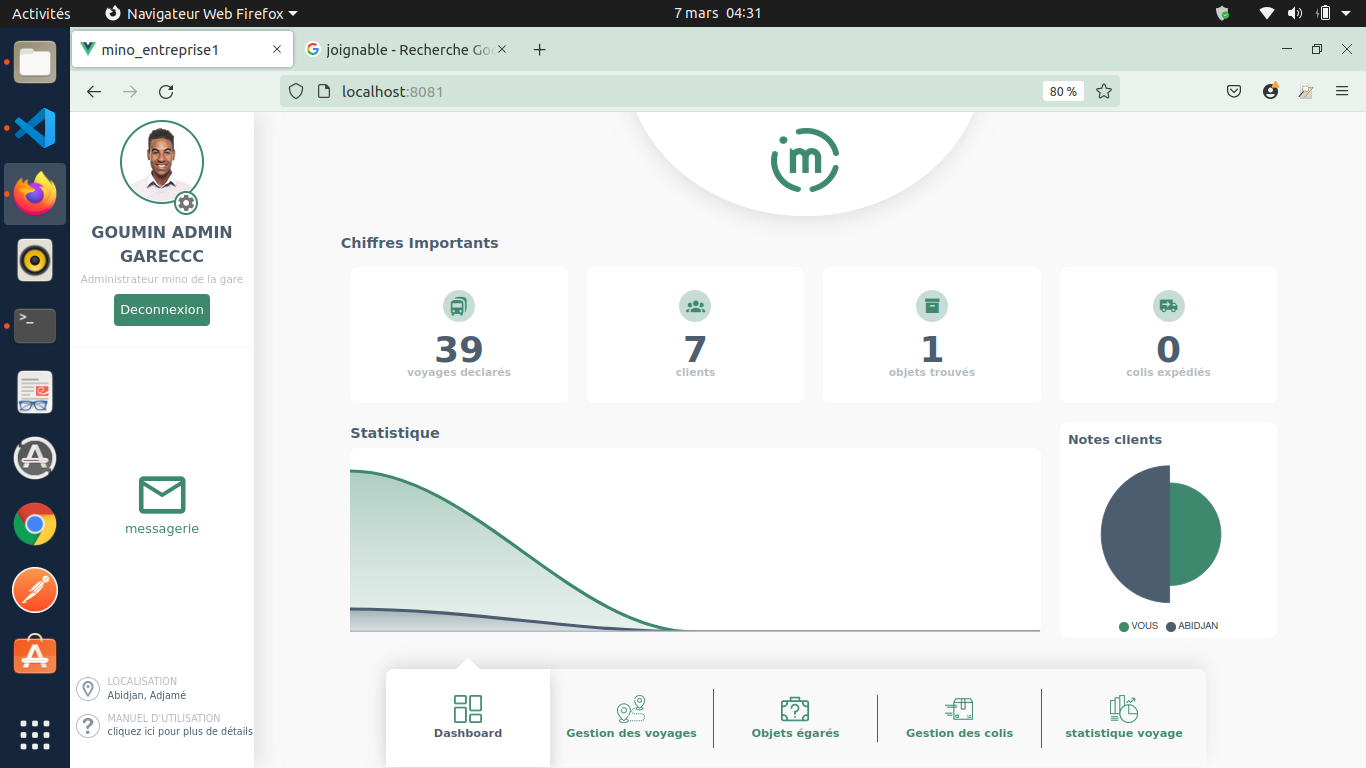 Activités
Navigateur Web Firefox
7 mars 04:31
mino_entreprise1
joignable - Recherche Goo
localhost:8081
80 %
GOUMIN ADMIN
GARECCC
Administrateur mino de la gare
Deconnexion
messagerie
LOCALISATION
Abidjan, Adjamé
MANUEL D'UTILISATION
cliquez ici pour plus de détails
m
Chiffres Importants
39
voyages declarés
7
clients
1
objets trouvés
0
colis expédiés
Statistique
Notes clients
VOUS
ABIDJAN
Dashboard
Gestion des voyages
Objets égarés
Gestion des colis
statistique voyage